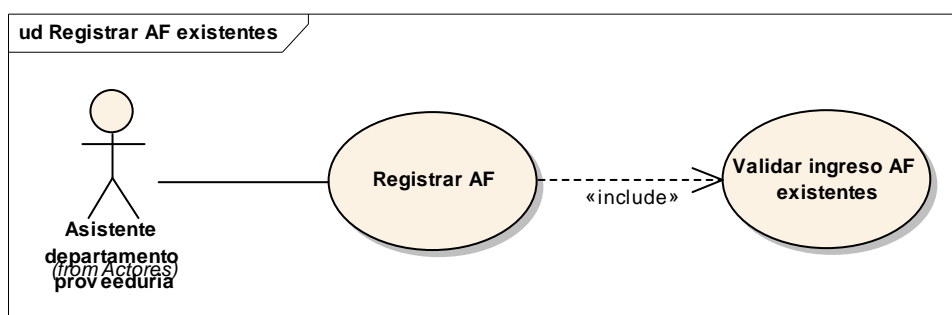 ud Registrar AF existentes
Asistente
departamento
(from Actores)
proveeduria
Registrar AF
«include»
Validar ingreso AF
existentes